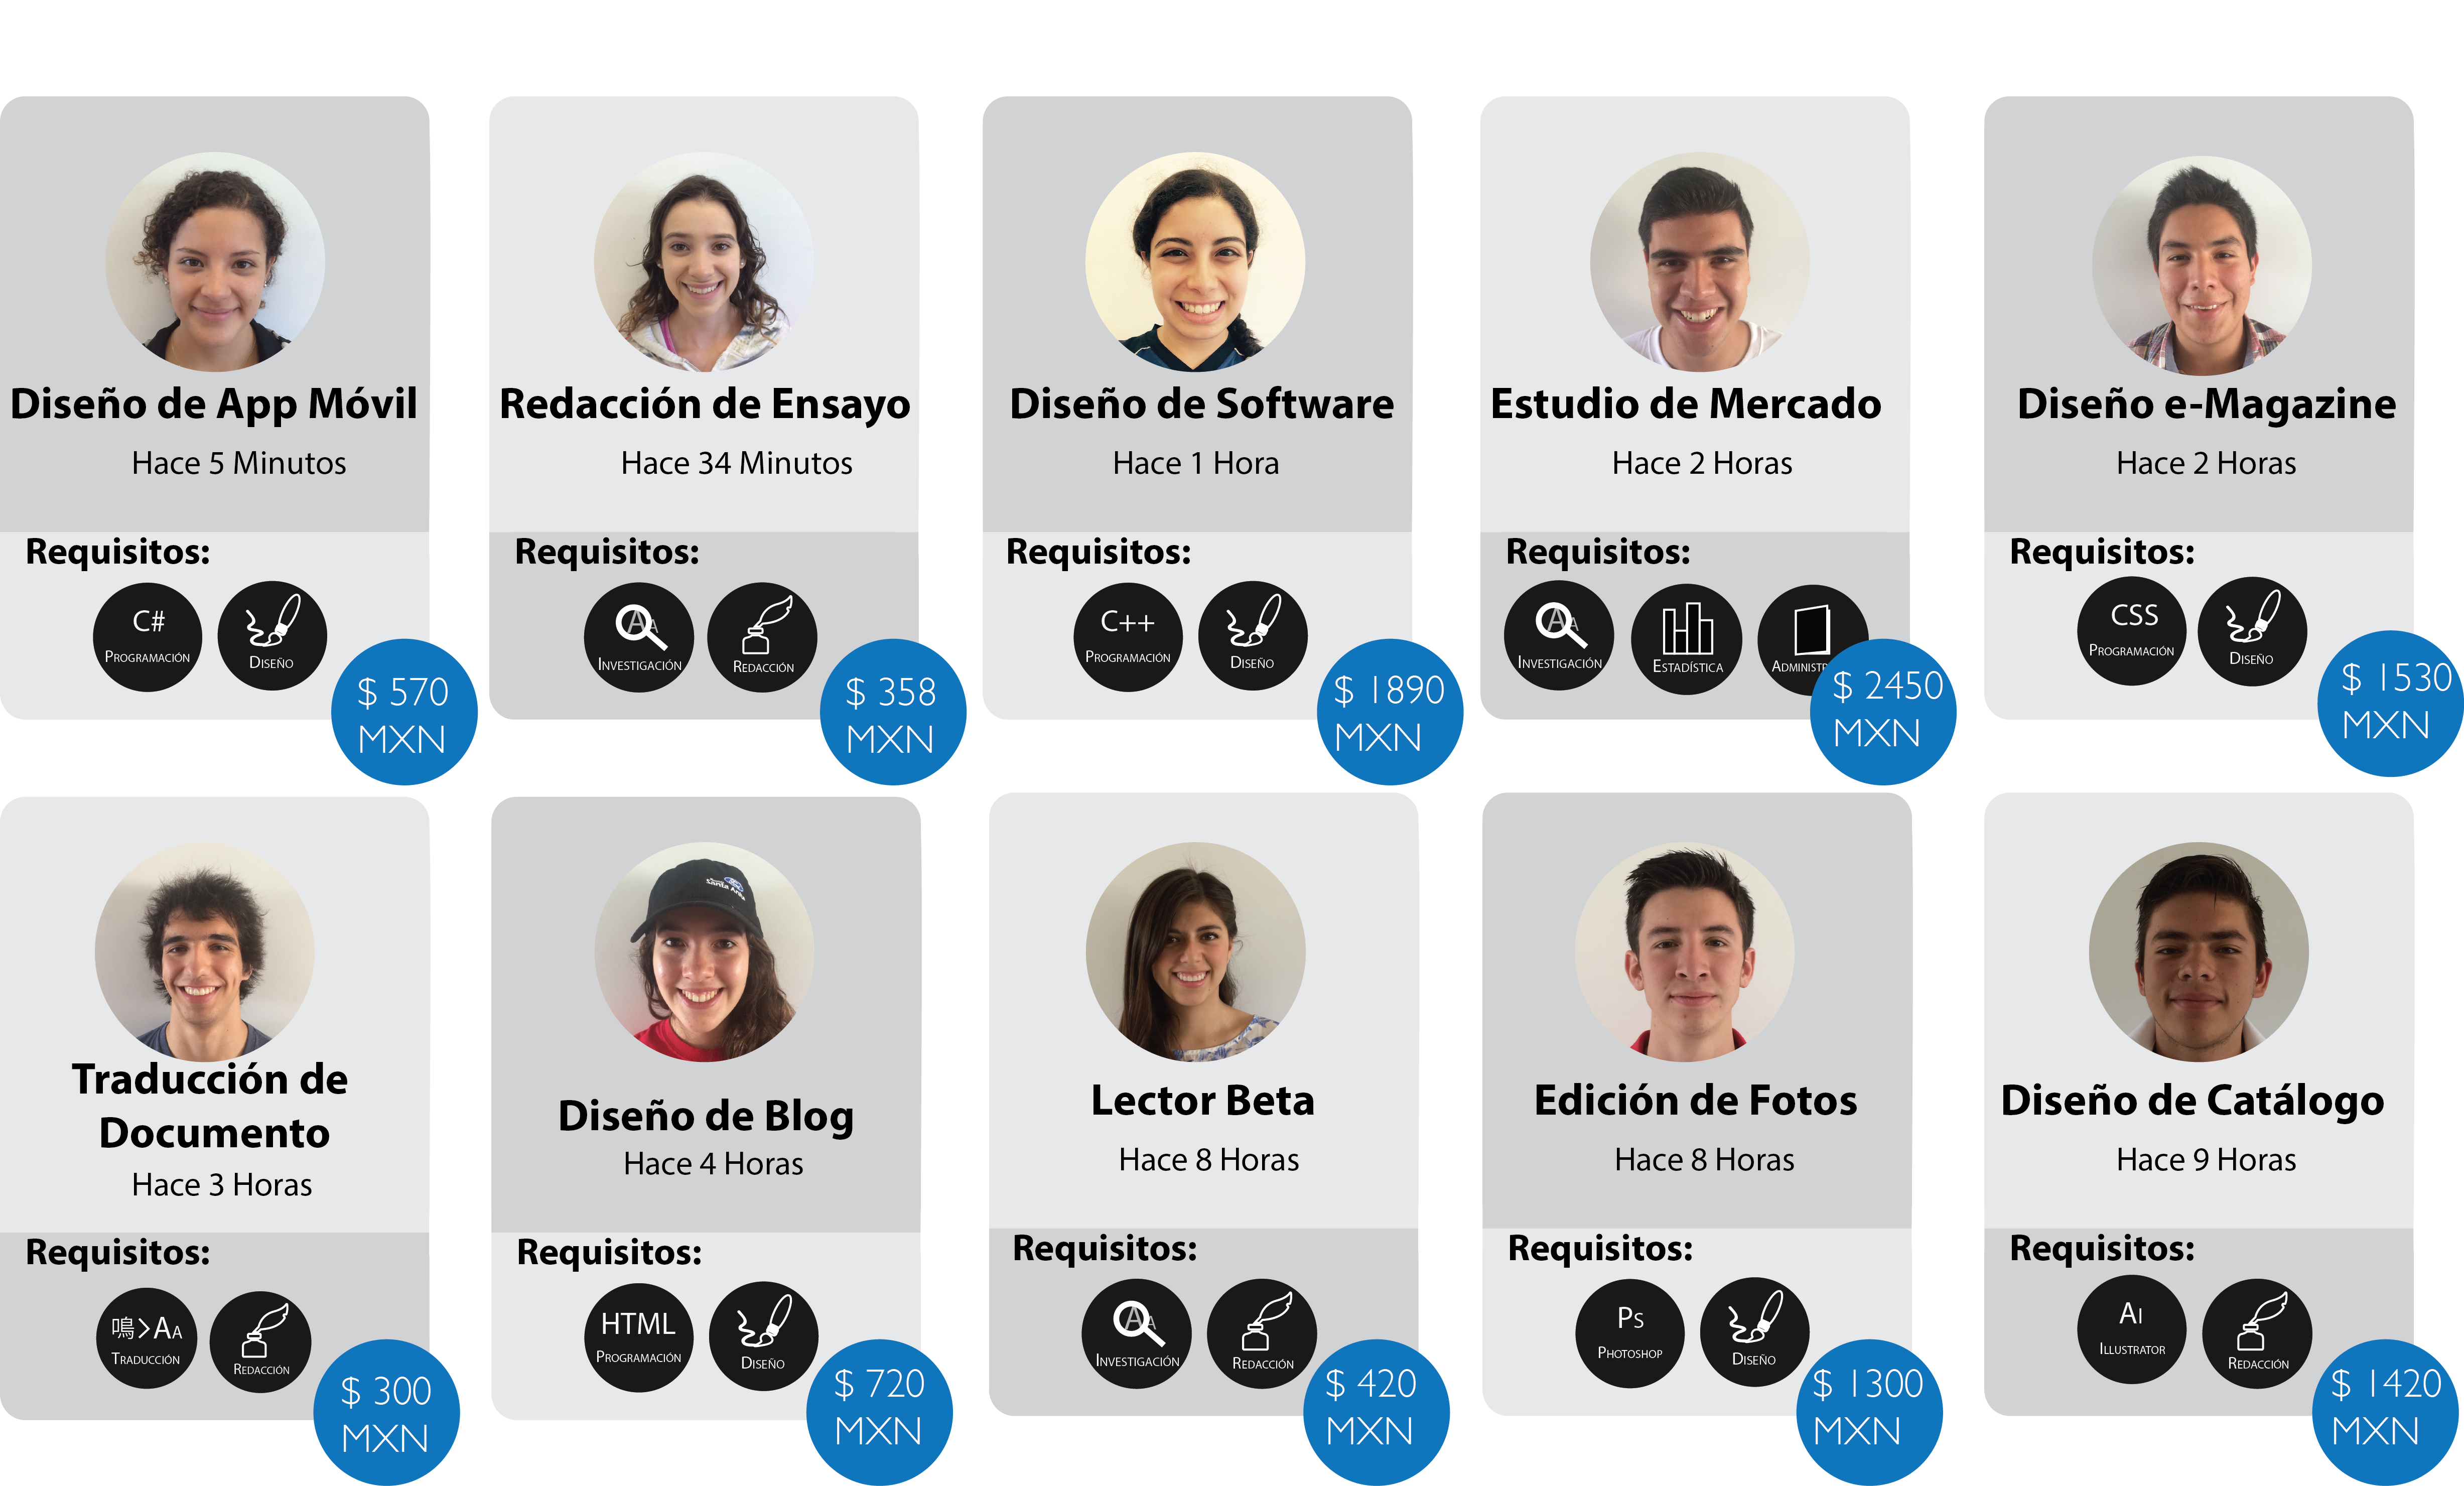 Diseño de App Móvil
Hace 5 Minutos
Requisitos:
C#
Programación
Diseño
$ 570
MXN
Redacción de Ensayo
Hace 34 Minutos
Requisitos:
Investigación
Redacción
$ 358
MXN
Diseño de Software
Hace 1 Hora
Requisitos:
C++
Programación
Diseño
$ 1890
MXN
Estudio de Mercado
Hace 2 Horas
Requisitos:
Investigación
Estadística
Administr
$ 2450
MXN
Diseño e-Magazine
Hace 2 Horas
Requisitos:
CSS
Programación
Diseño
$ 1530
MXN
Traducción de
Documento
Hace 3 Horas
Requisitos:
鳴>AA
Traducción
Redacción
$ 300
MXN
Santa Anita
Diseño de Blog
Hace 4 Horas
Requisitos:
HTML
Programación
Diseño
$ 720
MXN
Lector Beta
Hace 8 Horas
Requisitos:
Investigación
Redacción
$ 420
MXN
Edición de Fotos
Hace 8 Horas
Requisitos:
Ps
Photoshop
Diseño
$ 1300
MXN
Diseño de Catálogo
Hace 9 Horas
Requisitos:
Ai
Illustrator
Redacción
$ 1420
MXN